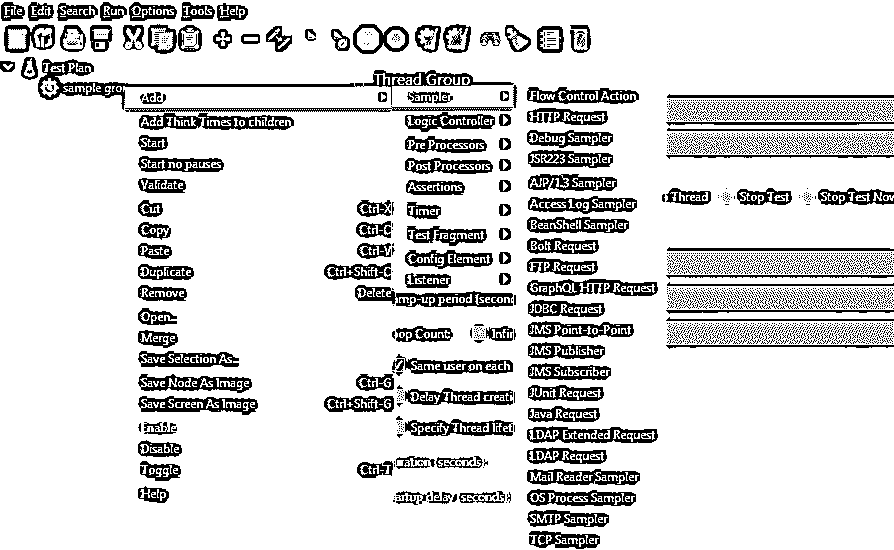 File Edit Search Run Options Tools Help
Test Plan
sample gro
Thread Group
Add
Add Think Times to children
Start
Start no pauses
Validate
Cut Ctrl-X
Copy Ctrl-C
Paste Ctrl-V
Duplicate Ctrl+Shift-C
Remove Delete
Open...
Merge
Save Selection As...
Save Node As Image Ctrl-G
Save Screen As Image Ctrl+Shift-G
Enable
Disable
Toggle Ctrl-T
Help
Sampler
Logic Controller
Pre Processors
Post Processors
Assertions
Timer
Test Fragment
Config Element
Listener
amp-up period (second
oop Count: Infin
Same user on each
Delay Thread creati
Specify Thread lifet
uration (seconds):
artup delay (seconds):
Flow Control Action
HTTP Request
Debug Sampler
JSR223 Sampler
AJP/1.3 Sampler
Access Log Sampler
BeanShell Sampler
Bolt Request
FTP Request
GraphQL HTTP Request
JDBC Request
JMS Point-to-Point
JMS Publisher
JMS Subscriber
JUnit Request
Java Request
LDAP Extended Request
LDAP Request
Mail Reader Sampler
OS Process Sampler
SMTP Sampler
TCP Sampler
Thread Stop Test Stop Test Now